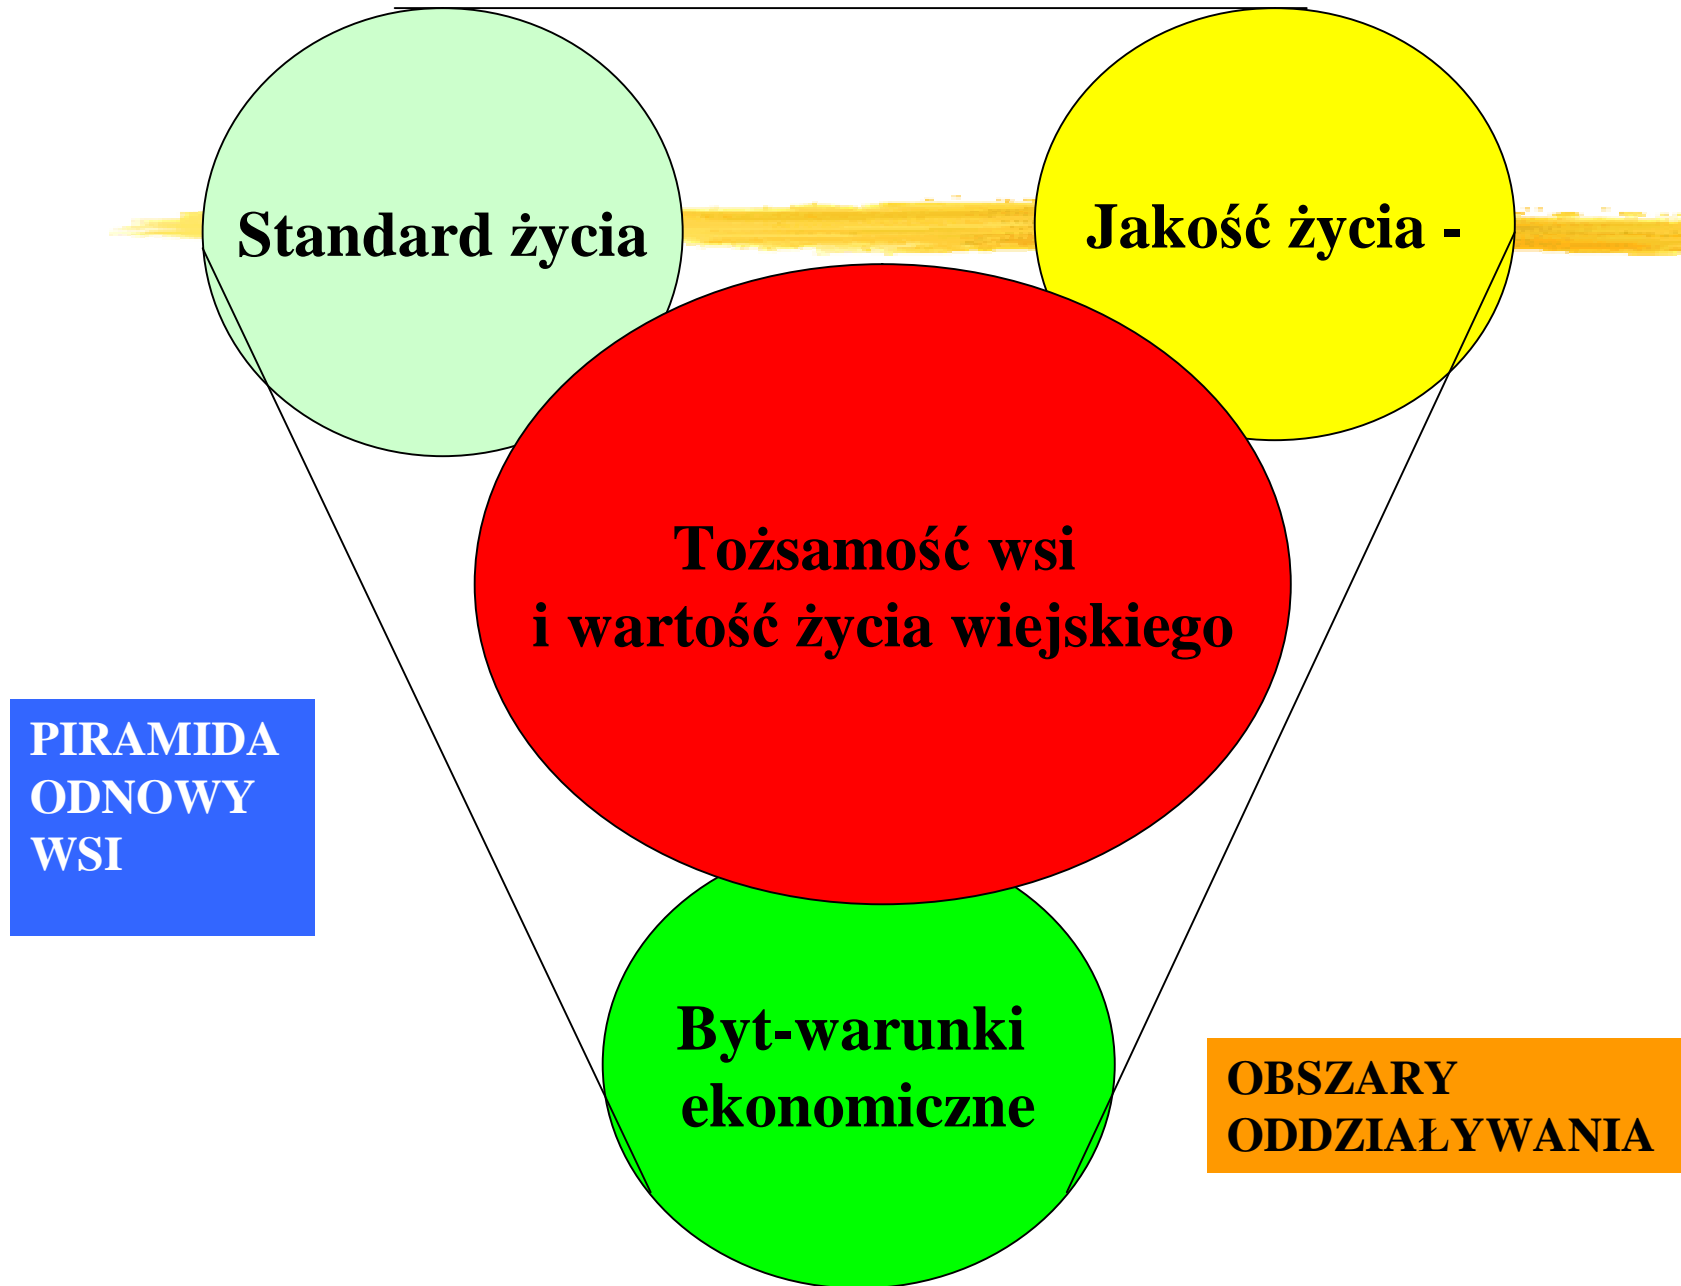 Standard życia
Jakość życia -
Tożsamość wsi
i wartość życia wiejskiego
PIRAMIDA
ODNOWY
WSI
Byt-warunki
ekonomiczne
OBSZARY
ODDZIAŁYWANIA